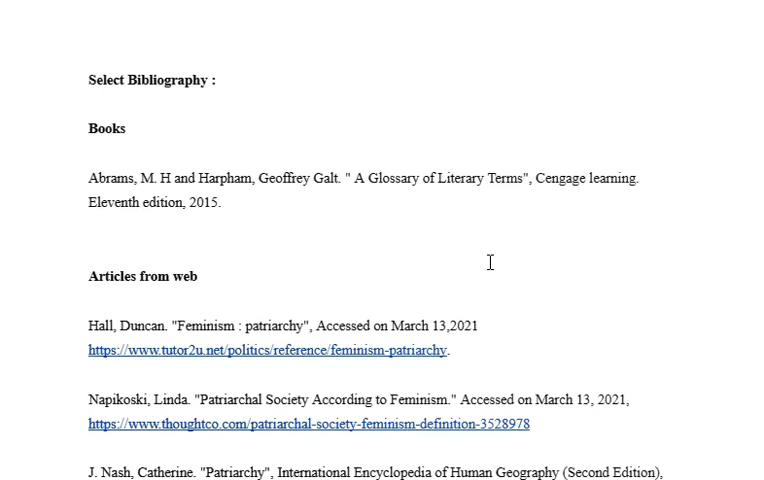 Select Bibliography :
Books
Abrams, M. H and Harpham, Geoffrey Galt. " A Glossary of Literary Terms", Cengage learning.
Eleventh edition, 2015.
Articles from web
Hall, Duncan. "Feminism : patriarchy", Accessed on March 13,2021
https://www.tutor2u.net/politics/reference/feminism-patriarchy.
Napikoski, Linda. "Patriarchal Society According to Feminism." Accessed on March 13, 2021,
https://www.thoughtco.com/patriarchal-society-feminism-definition-3528978
J. Nash, Catherine. "Patriarchy", International Encyclopedia of Human Geography (Second Edition),